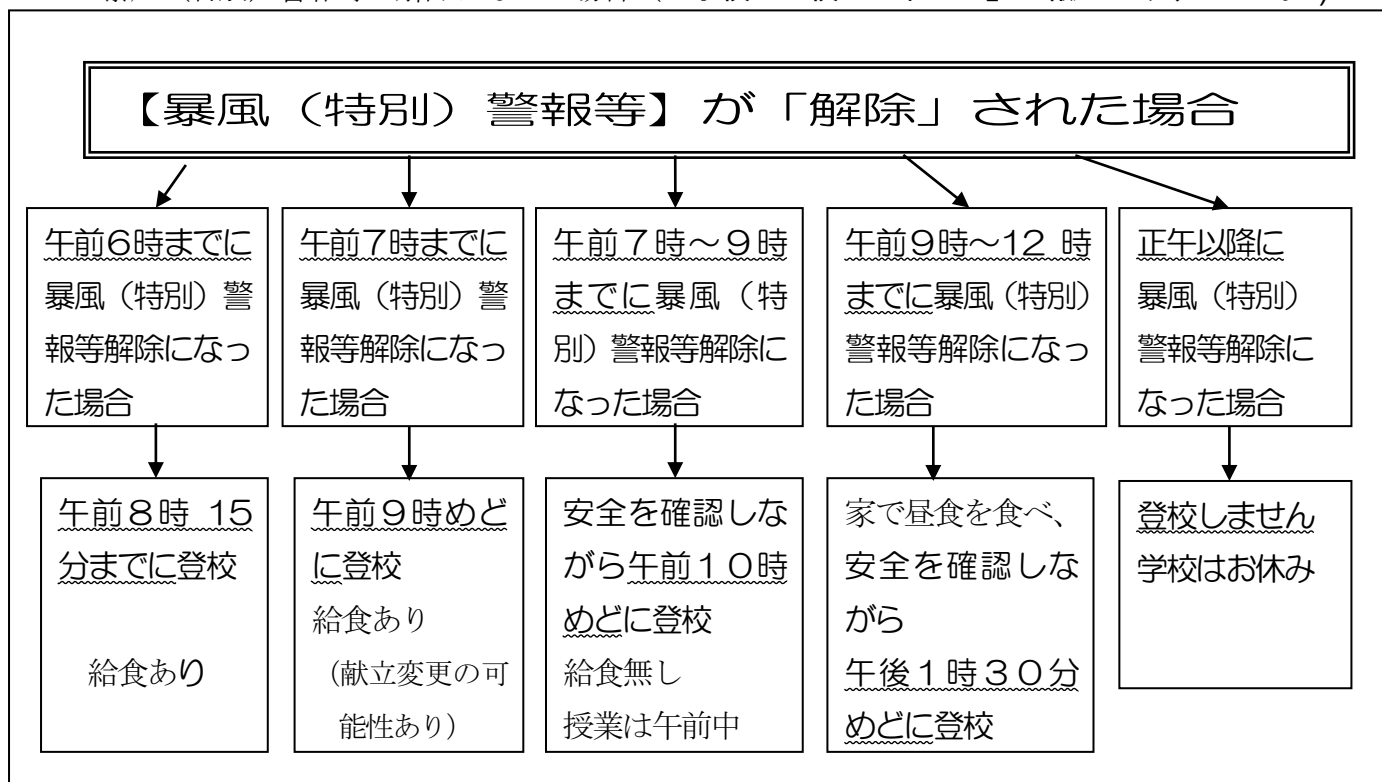 【暴風（特別）警報等】が「解除」された場合
午前６時までに
暴風（特別）警
報等解除になっ
た場合
午前８時 15
分までに登校
給食あり
午前７時までに
暴風（特別）警
報等解除になっ
た場合
午前９時めど
に登校
給食あり
（献立変更の可
能性あり）
午前７時～９時
までに暴風（特
別）警報等解除に
なった場合
安全を確認しな
がら午前１０時
めどに登校
給食無し
授業は午前中
午前９時～12 時
までに暴風（特別）
警報等解除になっ
た場合
家で昼食を食べ、
安全を確認しな
がら
午後１時３０分
めどに登校
正午以降に
暴風（特別）
警報等解除に
なった場合
登校しません
学校はお休み